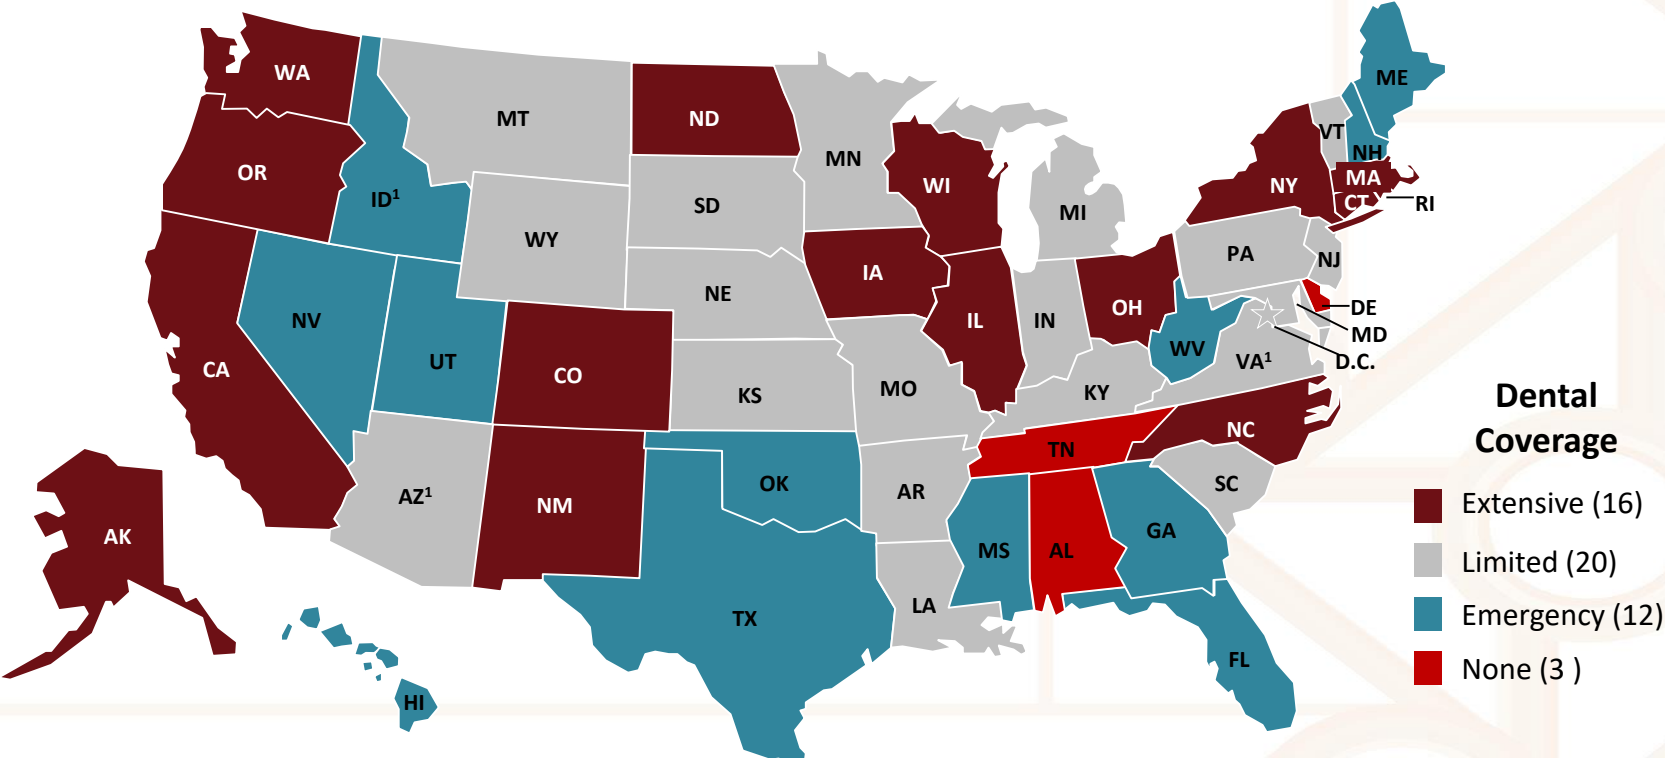 WA
MT
ND
ME
VT
MN
NH
OR
WI
NY
MA
ID¹
CT
RI
SD
MI
WY
PA
NJ
IA
NE
DE
NV
IL
IN
OH
MD
UT
WV
VA¹
D.C.
CA
CO
KS
MO
KY
NC
TN
AZ¹
OK
AR
SC
NM
AK
MS
AL
GA
LA
TX
FL
HI
Dental
Coverage
Extensive (16)
Limited (20)
Emergency (12)
None (3 )